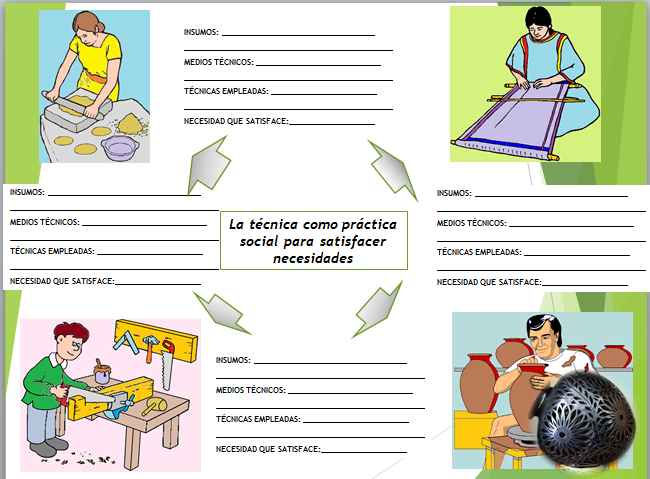 INSUMOS:
MEDIOS TÉCNICOS:
TÉCNICAS EMPLEADAS:
NECESIDAD QUE SATISFACE:
INSUMOS:
MEDIOS TÉCNICOS:
TÉCNICAS EMPLEADAS:
NECESIDAD QUE SATISFACE:
La técnica como práctica
social para satisfacer
necesidades
INSUMOS:
MEDIOS TÉCNICOS:
TÉCNICAS EMPLEADAS:
NECESIDAD QUE SATISFACE:
INSUMOS:
MEDIOS TÉCNICOS:
TÉCNICAS EMPLEADAS:
NECESIDAD QUE SATISFACE: